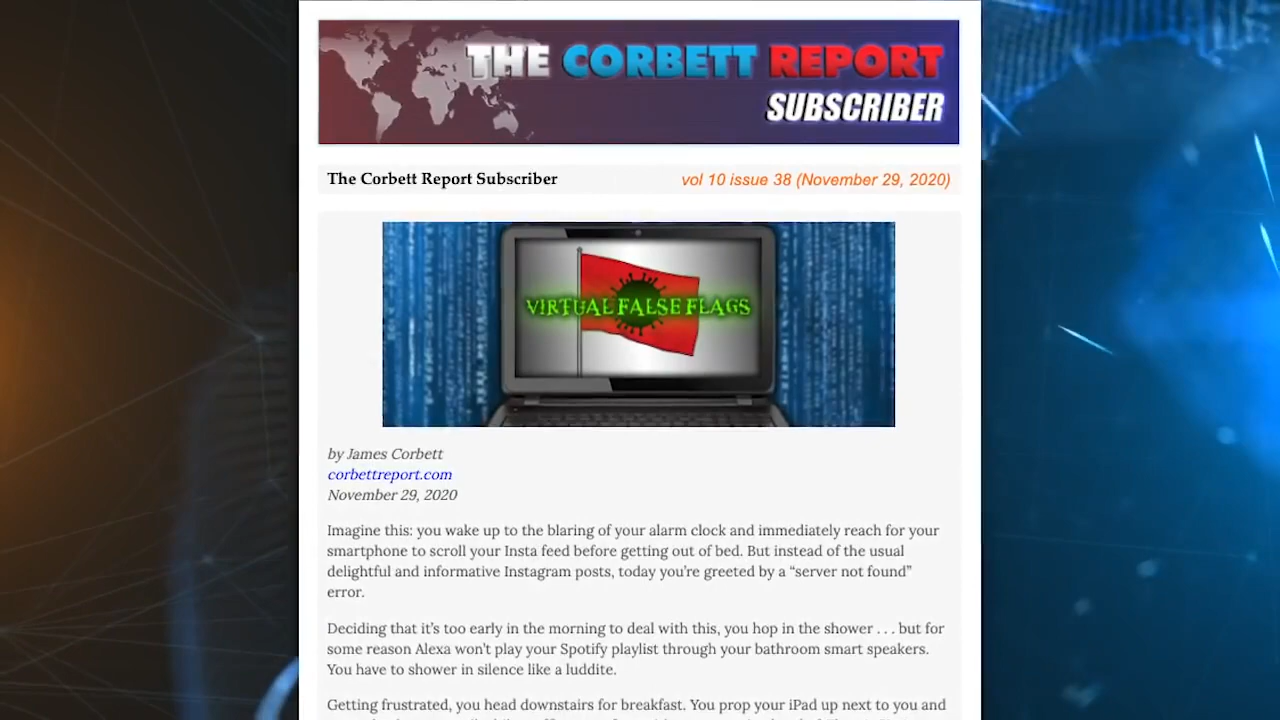 THE CORBETT REPORT
SUBSCRIBER
The Corbett Report Subscriber
vol 10 issue 38 (November 29, 2020)
VIRTUAL FALSE FLAGS
by James Corbett
corbettreport.com
November 29, 2020
Imagine this: you wake up to the blaring of your alarm clock and immediately reach for your
smartphone to scroll your Insta feed before getting out of bed. But instead of the usual
delightful and informative Instagram posts, today you’re greeted by a “server not found”
error.
Deciding that it’s too early in the morning to deal with this, you hop in the shower . . . but for
some reason Alexa won’t play your Spotify playlist through your bathroom smart speakers.
You have to shower in silence like a luddite.
Getting frustrated, you head downstairs for breakfast. You prop your iPad up next to you and